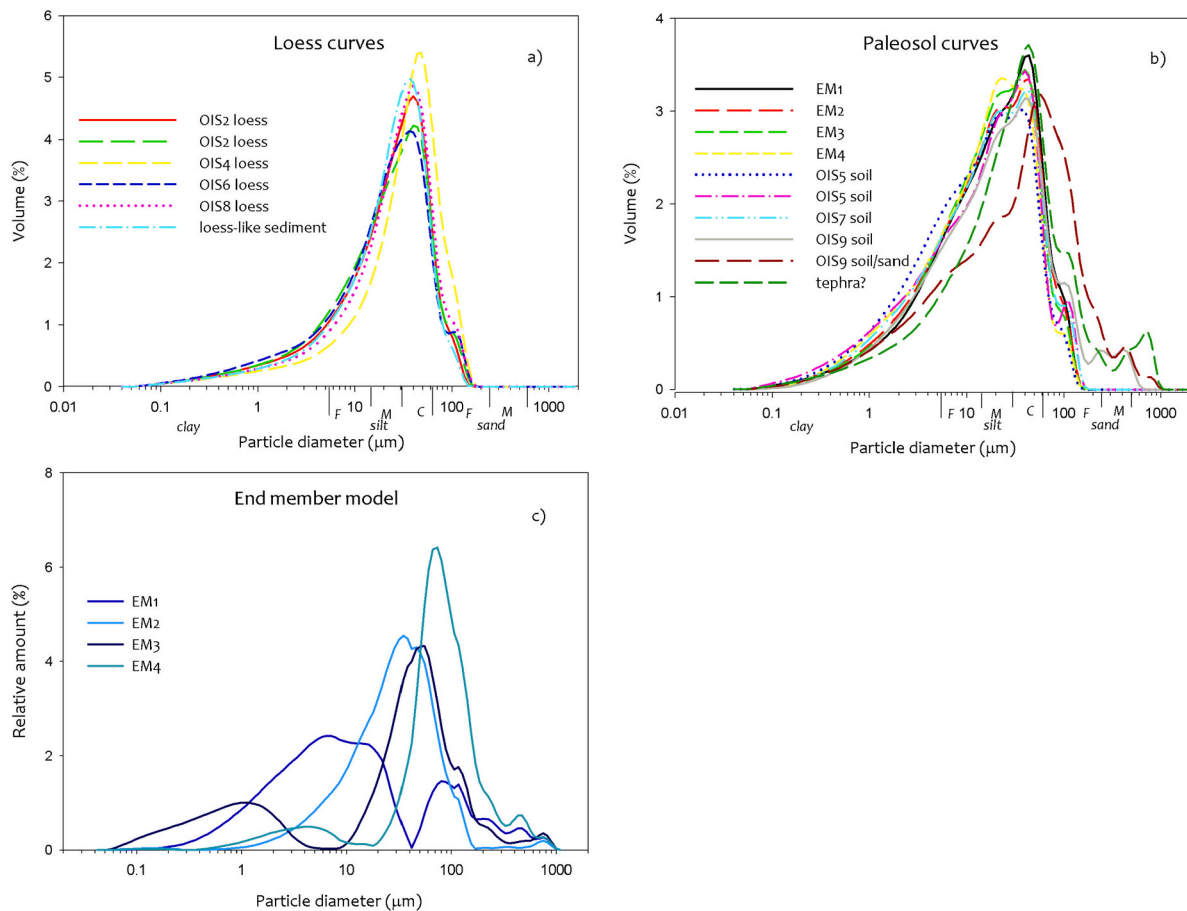 Loess curves
a)
Volume (%)
6
5
4
3
2
1
0
OIS2 loess
OIS2 loess
OIS4 loess
OIS6 loess
OIS8 loess
loess-like sediment
0.01 0.1 1 10 100 1000
F M C F M
clay silt sand
Particle diameter (µm)
Paleosol curves
b)
Volume (%)
4
3
2
1
0
EM1
EM2
EM3
EM4
OIS5 soil
OIS5 soil
OIS7 soil
OIS9 soil
OIS9 soil/sand
tephra?
0.01 0.1 1 10 100 1000
F M C F M
clay silt sand
Particle diameter (µm)
End member model
c)
Relative amount (%)
8
6
4
2
0
EM1
EM2
EM3
EM4
0.1 1 10 100 1000
Particle diameter (µm)